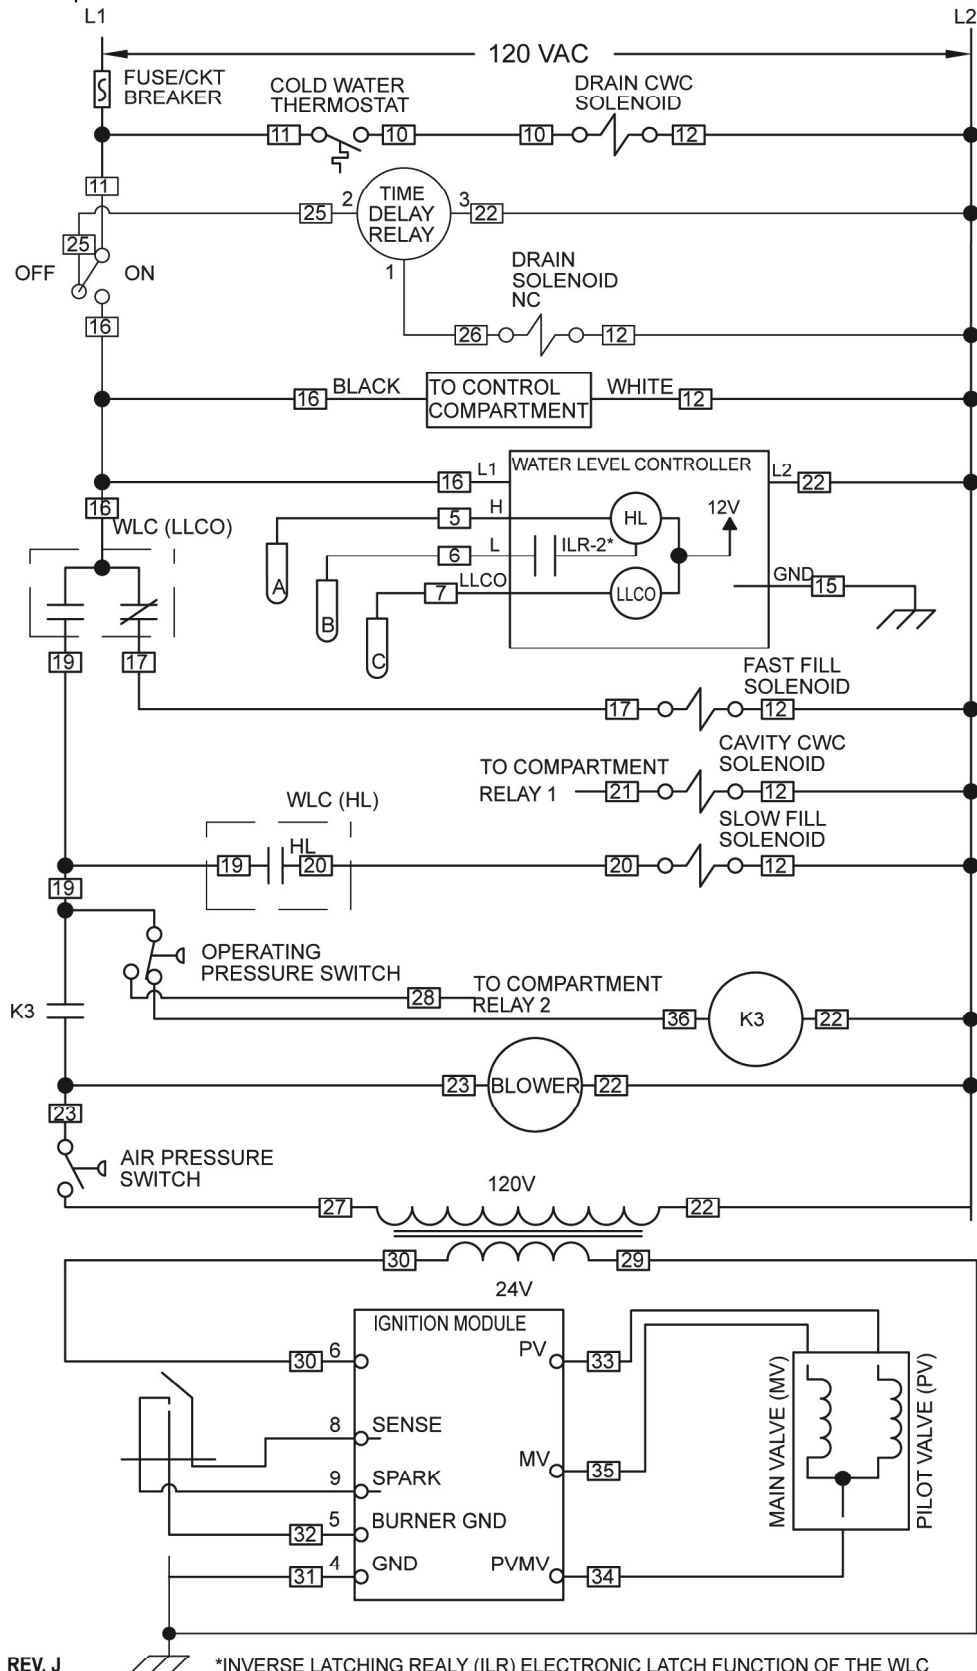 L1
L2
120 VAC
FUSE/CKT
BREAKER
COLD WATER
THERMOSTAT
DRAIN CWC
SOLENOID
11
10
10
12
11
25
2
TIME
DELAY
RELAY
3
22
25
OFF
ON
1
DRAIN
SOLENOID
NC
16
26
12
16
BLACK
TO CONTROL
COMPARTMENT
WHITE
12
16
L1
WATER LEVEL CONTROLLER
L2
22
16
WLC (LLCO)
5
H
HL
12V
6
L
ILR-2*
7
LLCO
LLCO
GND
15
A
B
C
19
17
FAST FILL
SOLENOID
17
12
TO COMPARTMENT
RELAY 1
21
CAVITY CWC
SOLENOID
12
WLC (HL)
SLOW FILL
SOLENOID
HL
19
20
20
12
19
OPERATING
PRESSURE SWITCH
28
TO COMPARTMENT
RELAY 2
K3
36
K3
22
23
BLOWER
22
23
AIR PRESSURE
SWITCH
120V
27
22
30
29
24V
IGNITION MODULE
30
6
PV
33
8
SENSE
MV
35
9
SPARK
32
5
BURNER GND
31
4
GND
PVMV
34
MAIN VALVE (MV)
PILOT VALVE (PV)
REV. J
*INVERSE LATCHING REALY (ILR) ELECTRONIC LATCH FUNCTION OF THE WLC